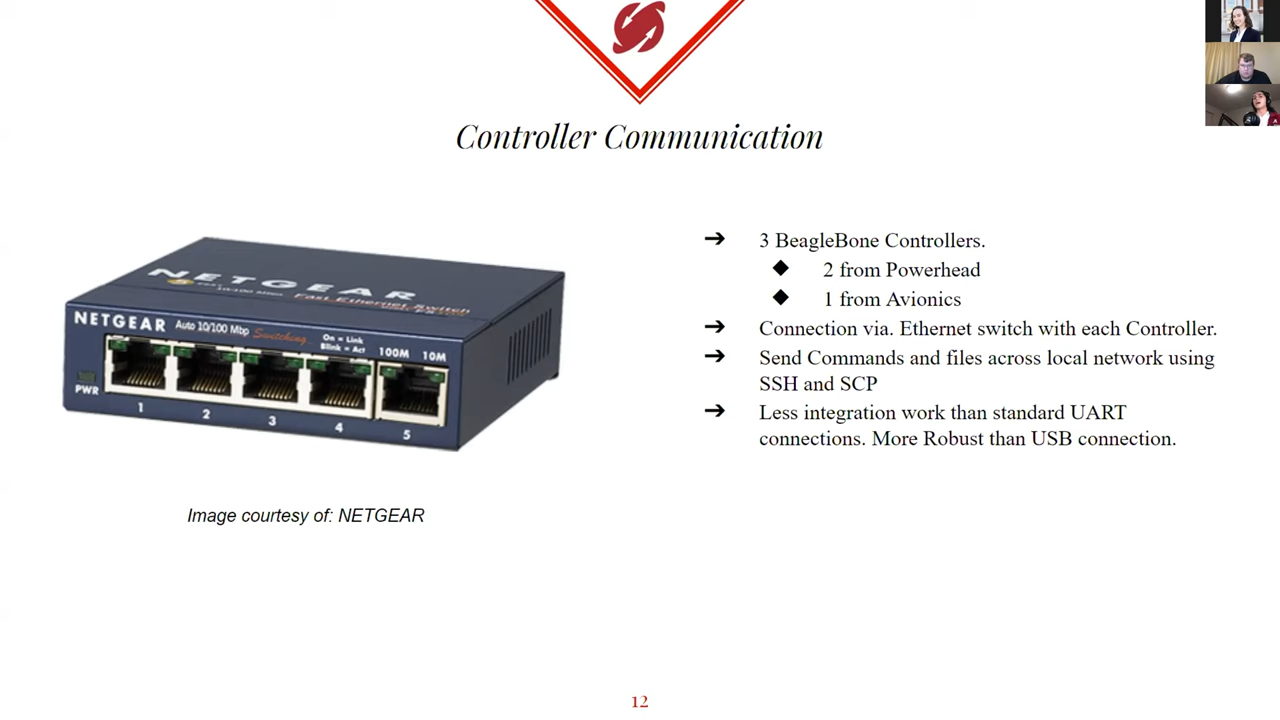 Controller Communication
NETGEAR
Fast Ethernet Switch
NETGEAR Auto 10/100 Mbp Switching
On = Link
Blink = Act
100M 10M
PWR
1 2 3 4 5
Image courtesy of: NETGEAR
➔ 3 BeagleBone Controllers.
◆ 2 from Powerhead
◆ 1 from Avionics
➔ Connection via. Ethernet switch with each Controller.
➔ Send Commands and files across local network using
SSH and SCP
➔ Less integration work than standard UART
connections. More Robust than USB connection.
12